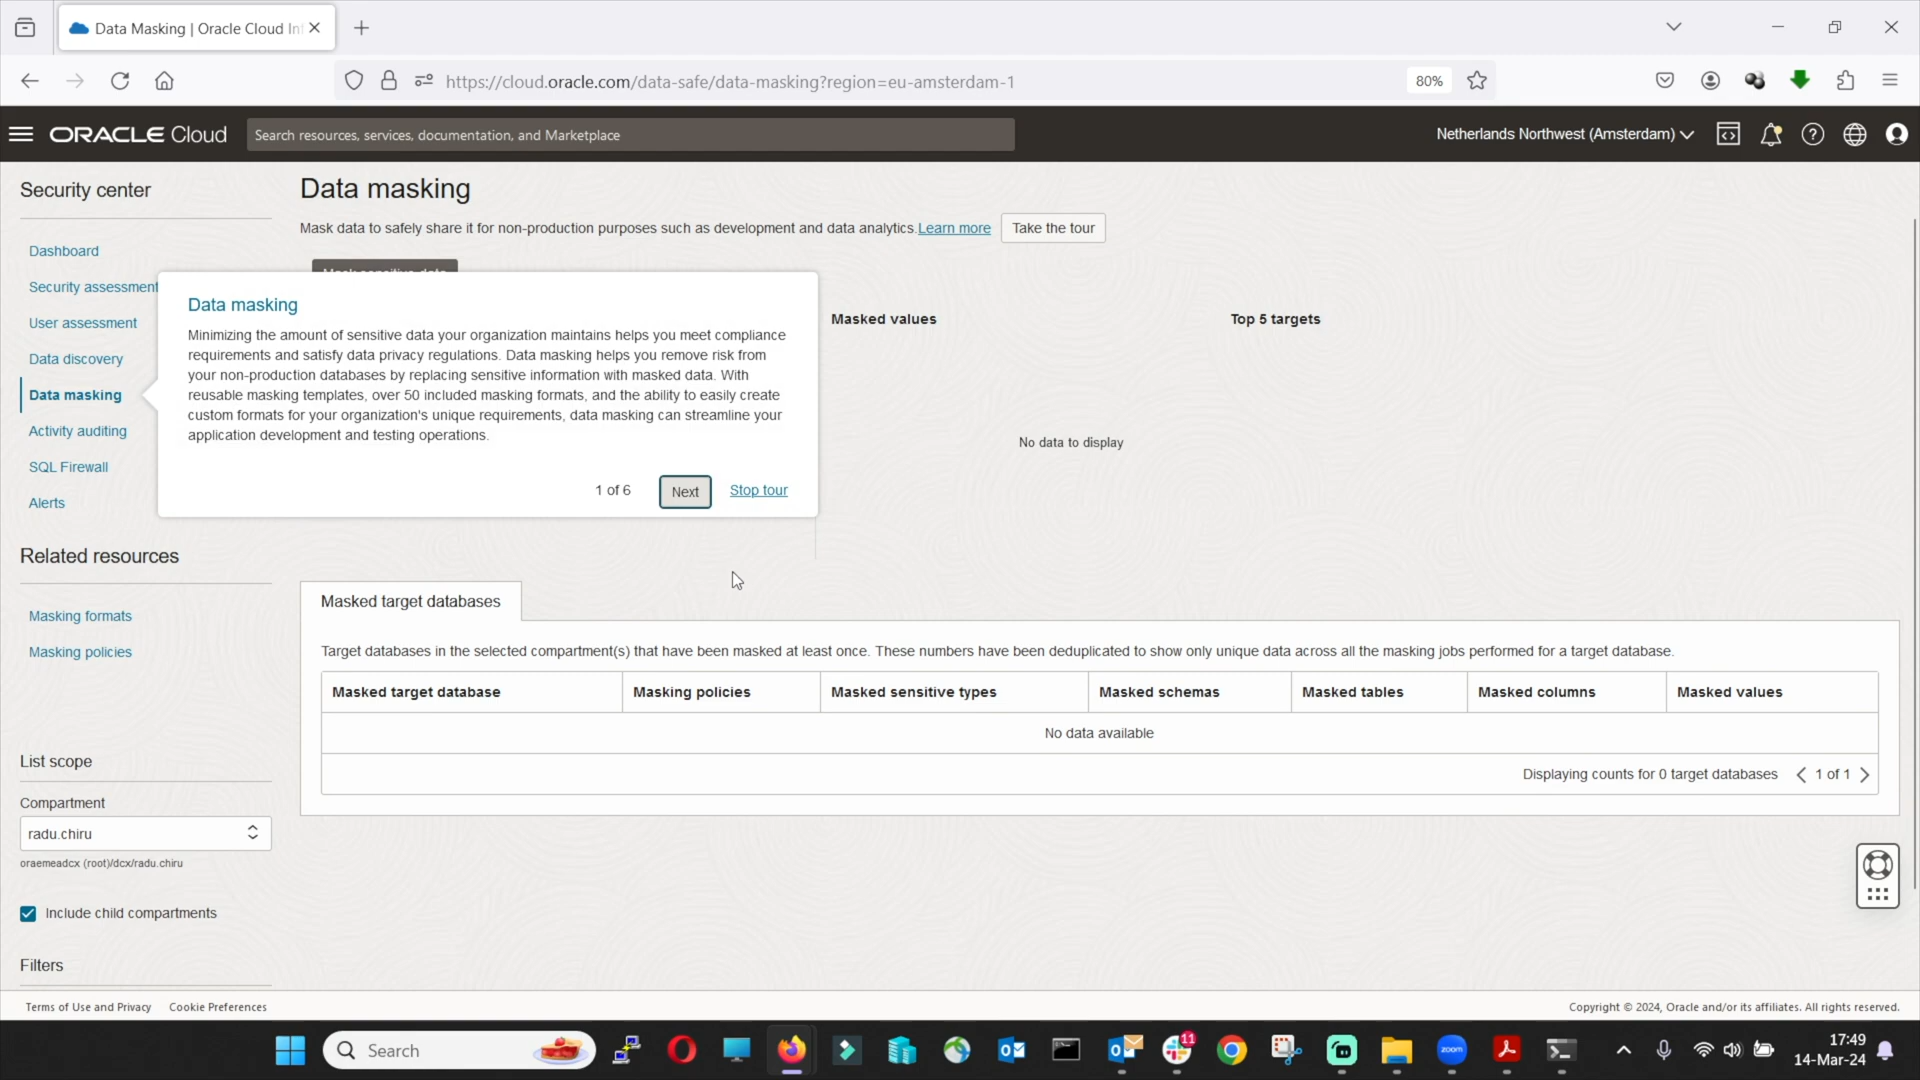 Data Masking | Oracle Cloud In
https://cloud.oracle.com/data-safe/data-masking?region=eu-amsterdam-1
80%
ORACLE Cloud
Search resources, services, documentation, and Marketplace
Netherlands Northwest (Amsterdam)
Security center
Dashboard
Security assessment
User assessment
Data discovery
Data masking
Activity auditing
SQL Firewall
Alerts
Related resources
Masking formats
Masking policies
List scope
Compartment
radu.chiru
oraemeadcx (root)/dcx/radu.chiru
Include child compartments
Filters
Data masking
Mask data to safely share it for non-production purposes such as development and data analytics.Learn more
Take the tour
Mask sensitive data
Data masking
Minimizing the amount of sensitive data your organization maintains helps you meet compliance
requirements and satisfy data privacy regulations. Data masking helps you remove risk from
your non-production databases by replacing sensitive information with masked data. With
reusable masking templates, over 50 included masking formats, and the ability to easily create
custom formats for your organization's unique requirements, data masking can streamline your
application development and testing operations.
1 of 6
Next
Stop tour
Masked values
Top 5 targets
No data to display
Masked target databases
Target databases in the selected compartment(s) that have been masked at least once. These numbers have been deduplicated to show only unique data across all the masking jobs performed for a target database.
Masked target database Masking policies Masked sensitive types Masked schemas Masked tables Masked columns Masked values
No data available
Displaying counts for 0 target databases 1 of 1
Terms of Use and Privacy Cookie Preferences
Copyright © 2024, Oracle and/or its affiliates. All rights reserved.
Search
11
zoom
17:49
14-Mar-24